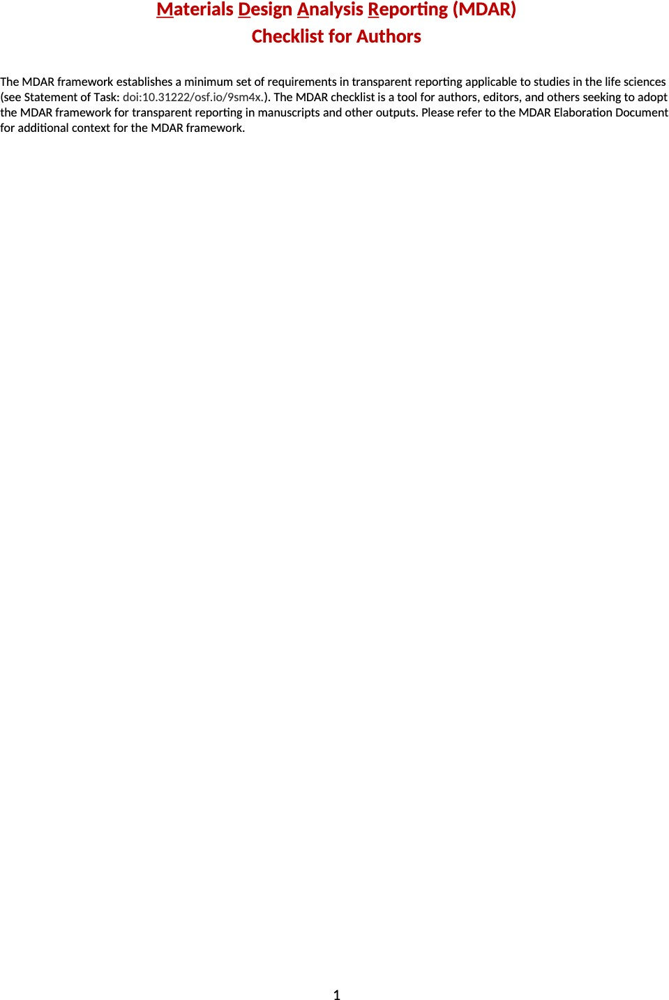 Materials Design Analysis Reporting (MDAR)
Checklist for Authors
The MDAR framework establishes a minimum set of requirements in transparent reporting applicable to studies in the life sciences
(see Statement of Task: doi:10.31222/osf.io/9sm4x.). The MDAR checklist is a tool for authors, editors, and others seeking to adopt
the MDAR framework for transparent reporting in manuscripts and other outputs. Please refer to the MDAR Elaboration Document
for additional context for the MDAR framework.
1